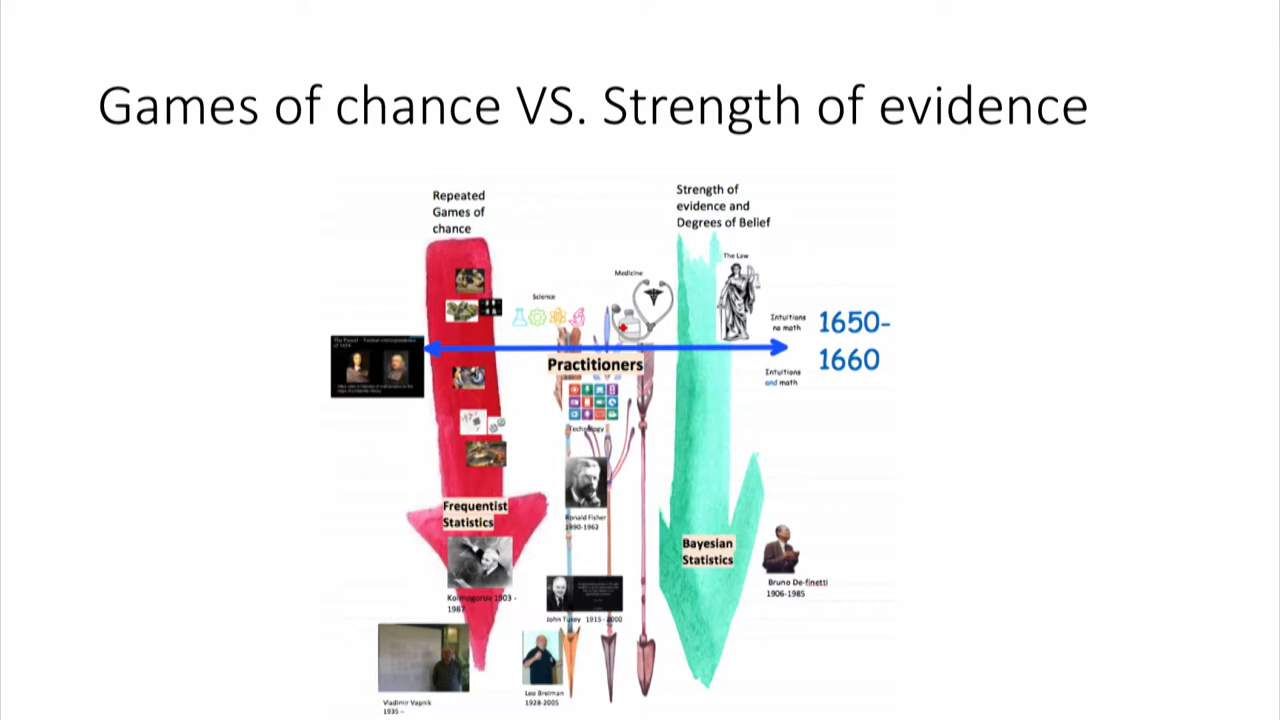 Games of chance VS. Strength of evidence
Repeated
Games of
chance
Strength of
evidence and
Degrees of Belief
The Law
Medicine
Science
Intuitions
no math
1650-
1660
Practitioners
Intuitions
and math
Technology
Ronald Fisher
1890-1962
Frequentist
Statistics
Bayesian
Statistics
Kolmogorov 1903 -
1987
Bruno De-finetti
1906-1985
John Tukey 1915-2000
Leo Breiman
1928-2005
Vladimir Vapnik
1935 -